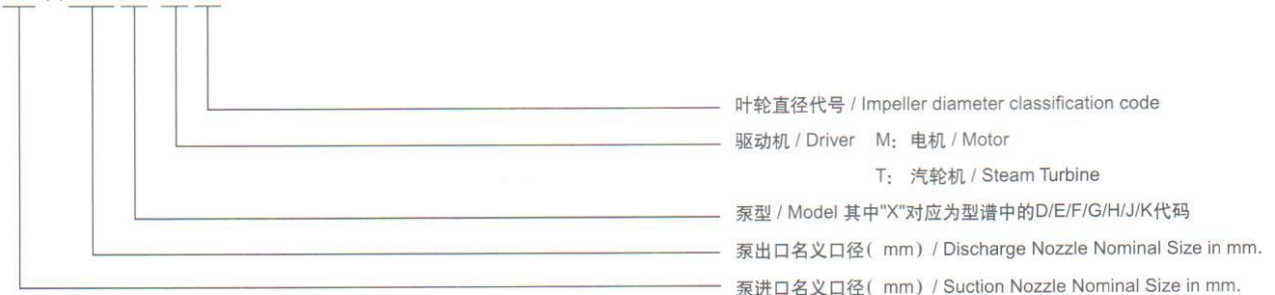 叶轮直径代号 / Impeller diameter classification code
驱动机 / Driver M: 电机 / Motor
T: 汽轮机 / Steam Turbine
泵型 / Model 其中"X"对应为型谱中的D/E/F/G/H/J/K代码
泵出口名义口径( mm) / Discharge Nozzle Nominal Size in mm.
泵进口名义口径( mm) / Suction Nozzle Nominal Size in mm.